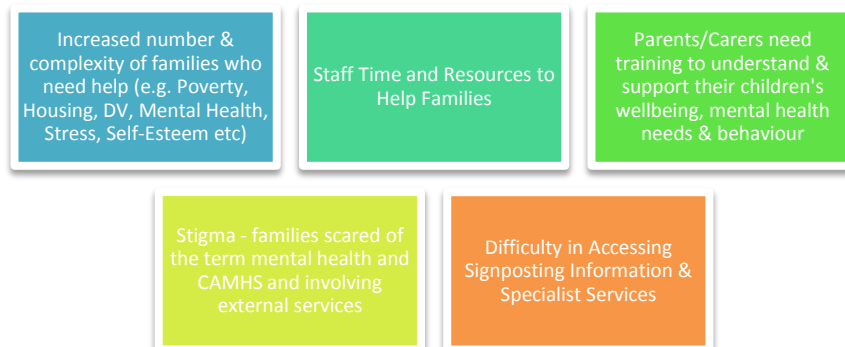 Increased number &
complexity of families who
need help (e.g. Poverty,
Housing, DV, Mental Health,
Stress, Self-Esteem etc)
Staff Time and Resources to
Help Families
Parents/Carers need
training to understand &
support their children's
wellbeing, mental health
needs & behaviour
Stigma - families scared of
the term mental health and
CAMHS and involving
external services
Difficulty in Accessing
Signposting Information &
Specialist Services